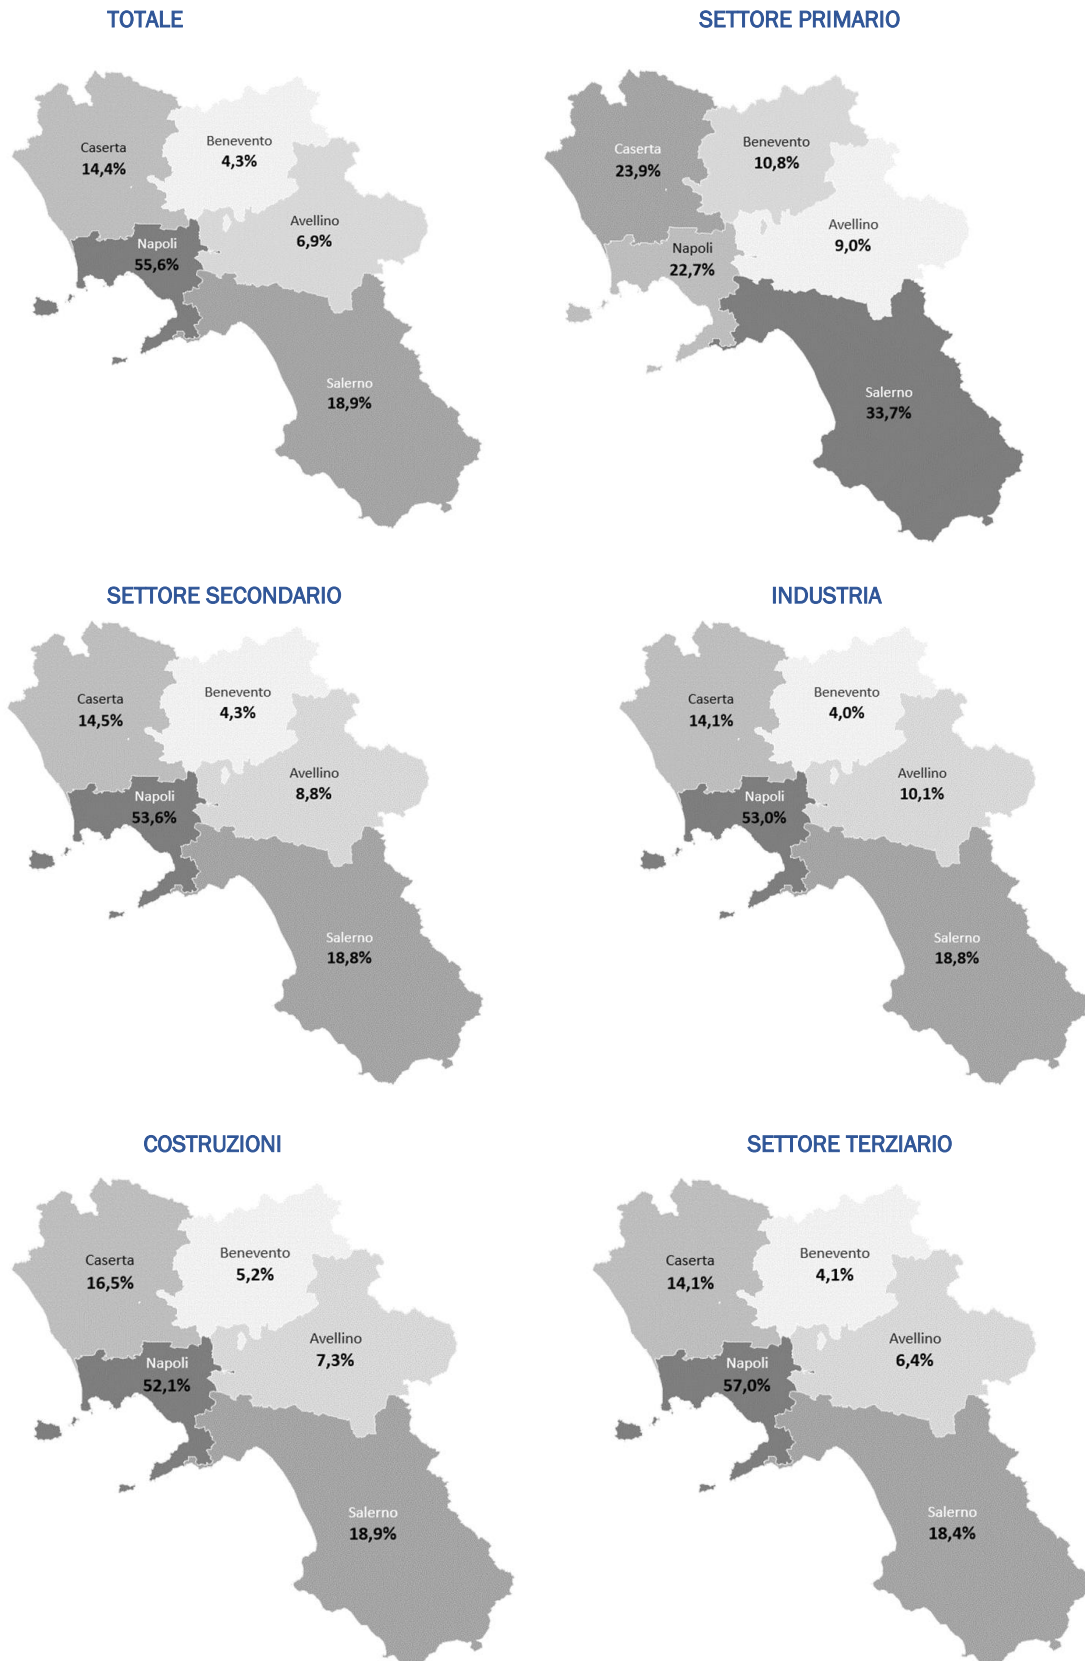 TOTALE
Caserta
14,4%
Benevento
4,3%
Avellino
6,9%
Napoli
55,6%
Salerno
18,9%
SETTORE PRIMARIO
Caserta
23,9%
Benevento
10,8%
Avellino
9,0%
Napoli
22,7%
Salerno
33,7%
SETTORE SECONDARIO
Caserta
14,5%
Benevento
4,3%
Avellino
8,8%
Napoli
53,6%
Salerno
18,8%
INDUSTRIA
Caserta
14,1%
Benevento
4,0%
Avellino
10,1%
Napoli
53,0%
Salerno
18,8%
COSTRUZIONI
Caserta
16,5%
Benevento
5,2%
Avellino
7,3%
Napoli
52,1%
Salerno
18,9%
SETTORE TERZIARIO
Caserta
14,1%
Benevento
4,1%
Avellino
6,4%
Napoli
57,0%
Salerno
18,4%